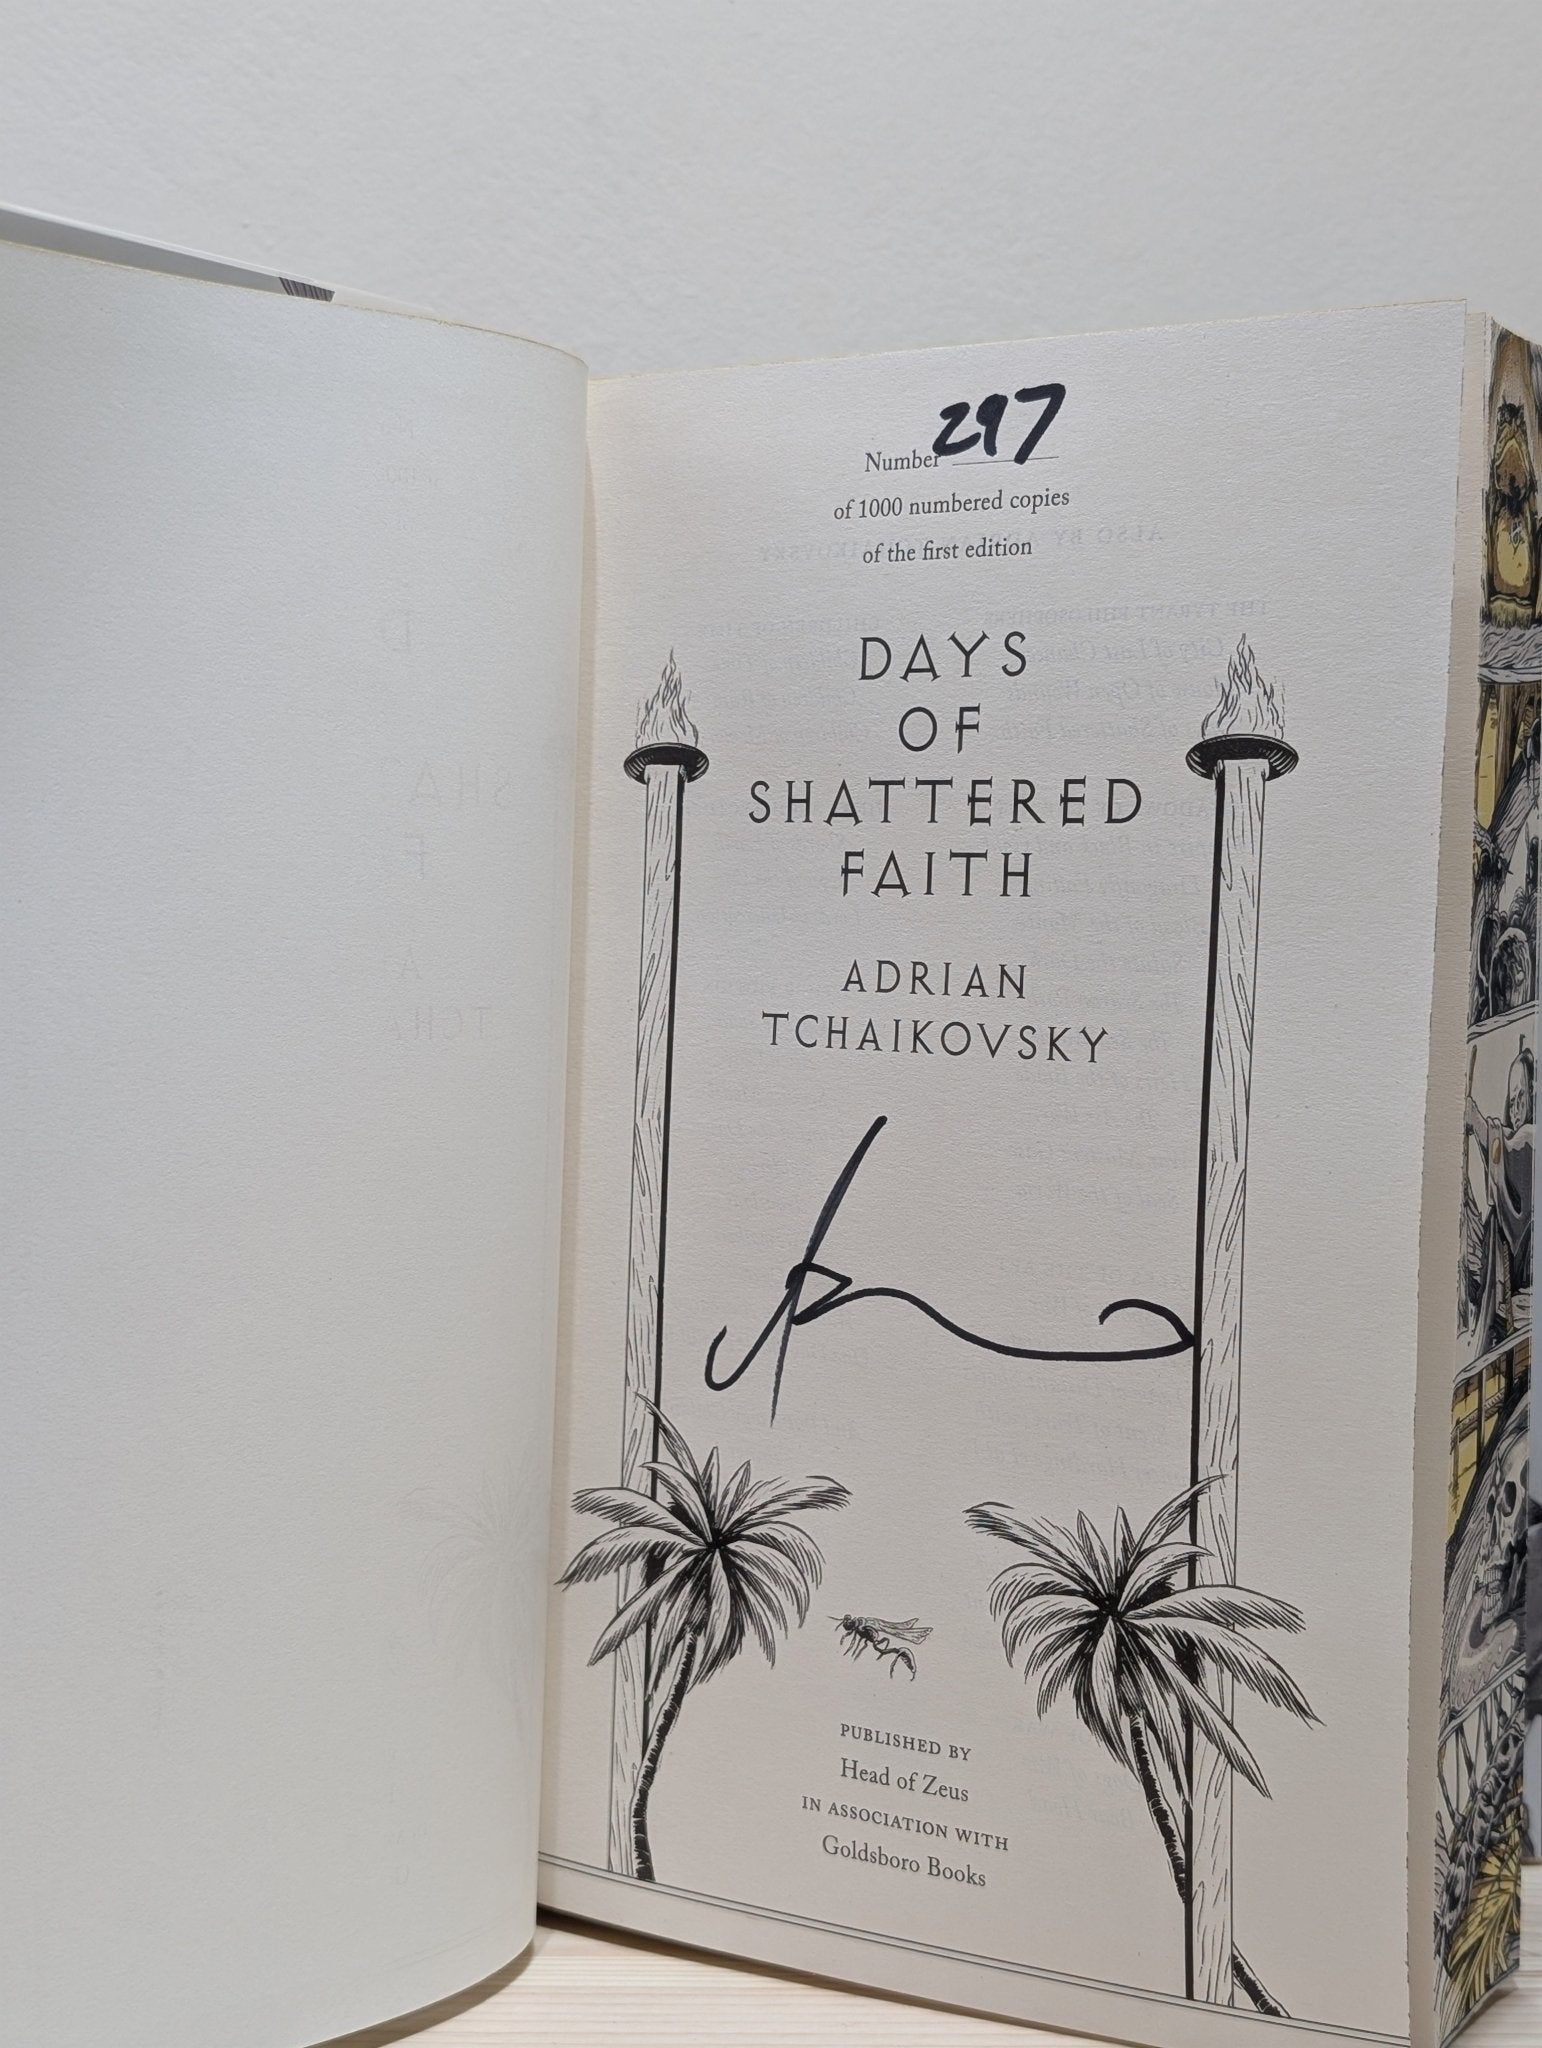 Number 297
of 1000 numbered copies
of the first edition
DAYS
OF
SHATTERED
FAITH
ADRIAN
TCHAIKOVSKY
PUBLISHED BY
Head of Zeus
IN ASSOCIATION WITH
Goldsboro Books